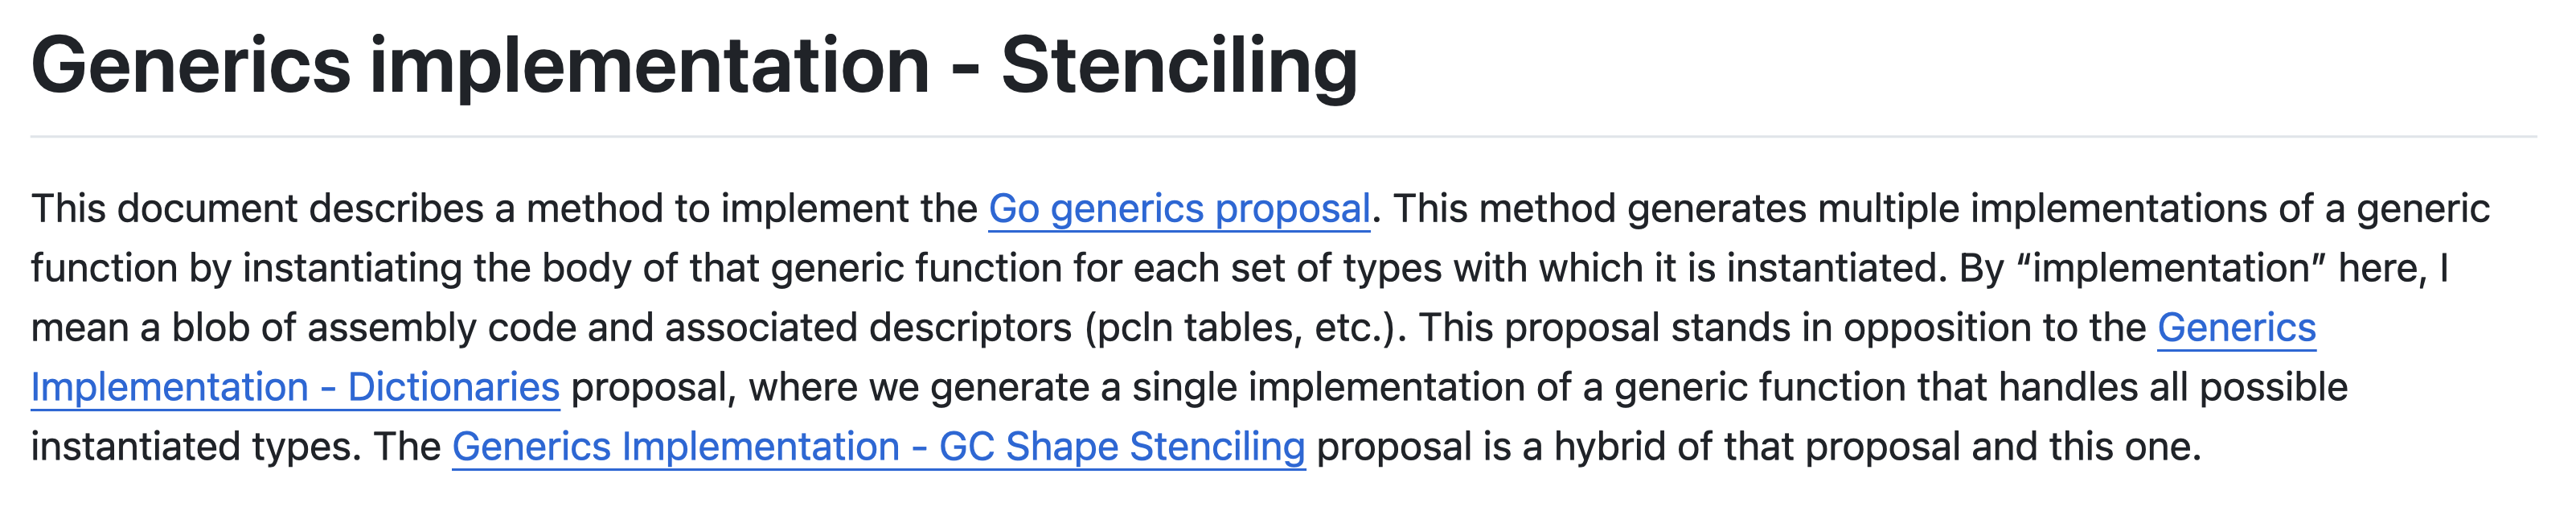 Generics implementation - Stenciling
This document describes a method to implement the Go generics proposal. This method generates multiple implementations of a generic
function by instantiating the body of that generic function for each set of types with which it is instantiated. By “implementation” here, I
mean a blob of assembly code and associated descriptors (pcln tables, etc.). This proposal stands in opposition to the Generics
Implementation - Dictionaries proposal, where we generate a single implementation of a generic function that handles all possible
instantiated types. The Generics Implementation - GC Shape Stenciling proposal is a hybrid of that proposal and this one.